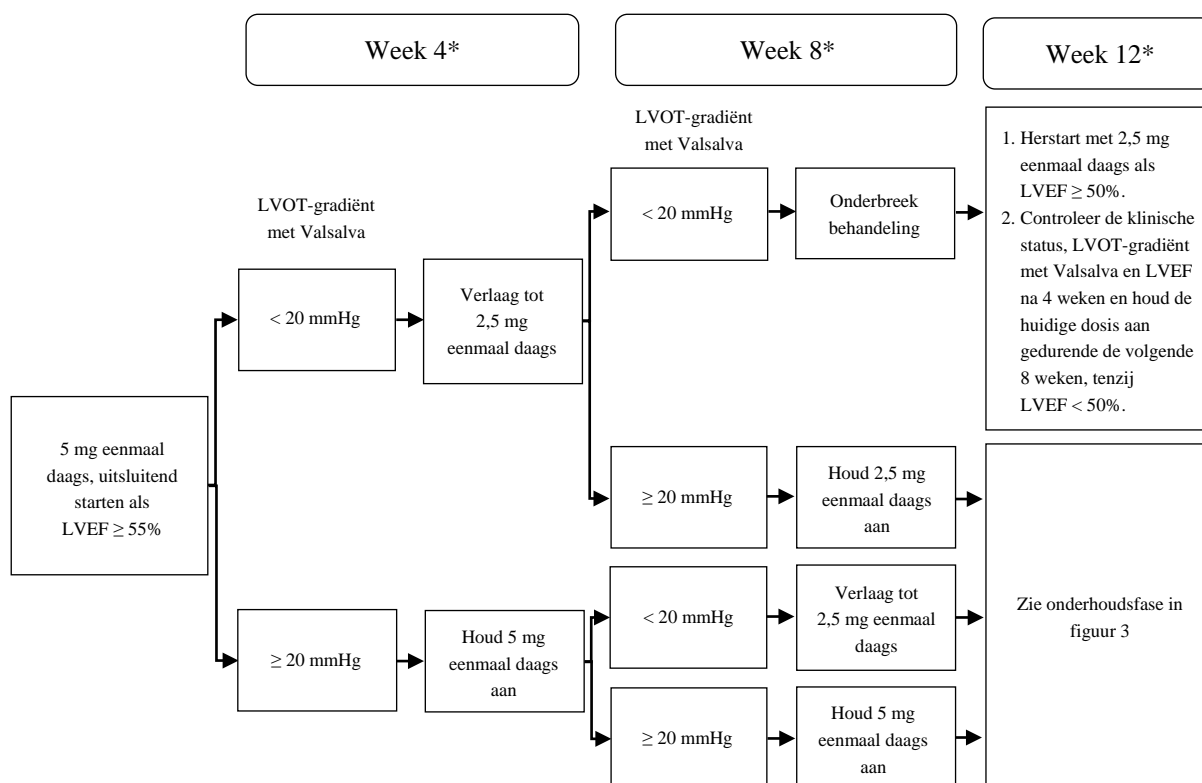 Week 4*
Week 8*
Week 12*
LVOT-gradiënt
met Valsalva
< 20 mmHg
Onderbreek
behandeling
1. Herstart met 2,5 mg
eenmaal daags als
LVEF ≥ 50%.
2. Controleer de klinische
status, LVOT-gradiënt
met Valsalva en LVEF
na 4 weken en houd de
huidige dosis aan
gedurende de volgende
8 weken, tenzij
LVEF < 50%.
LVOT-gradiënt
met Valsalva
< 20 mmHg
Verlaag tot
2,5 mg
eenmaal daags
5 mg eenmaal
daags, uitsluitend
starten als
LVEF ≥ 55%
≥ 20 mmHg
Houd 2,5 mg
eenmaal daags
aan
≥ 20 mmHg
Houd 5 mg
eenmaal daags
aan
< 20 mmHg
Verlaag tot
2,5 mg eenmaal
daags
Zie onderhoudsfase in
figuur 3
≥ 20 mmHg
Houd 5 mg
eenmaal daags
aan